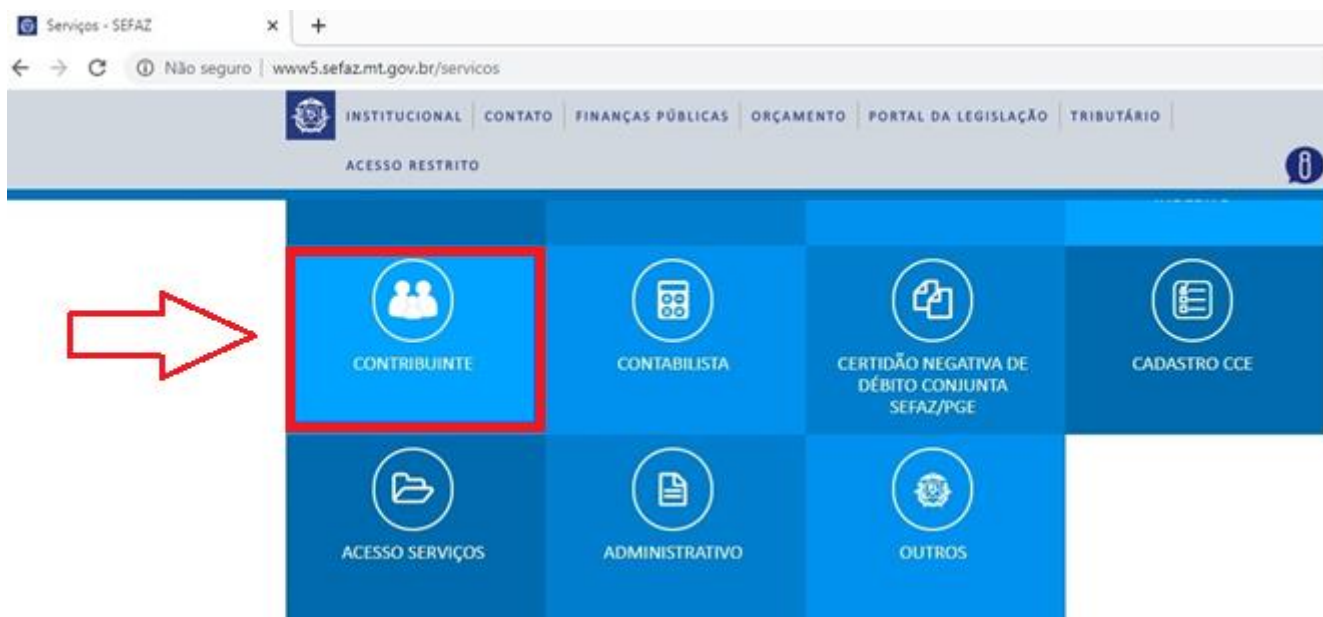 Serviços - SEFAZ
Não seguro | www5.sefaz.mt.gov.br/servicos
INSTITUCIONAL CONTATO FINANÇAS PÚBLICAS ORÇAMENTO PORTAL DA LEGISLAÇÃO TRIBUTÁRIO
ACESSO RESTRITO
CONTRIBUINTE
CONTABILISTA
CERTIDÃO NEGATIVA DE
DÉBITO CONJUNTA
SEFAZ/PGE
CADASTRO CCE
ACESSO SERVIÇOS
ADMINISTRATIVO
OUTROS